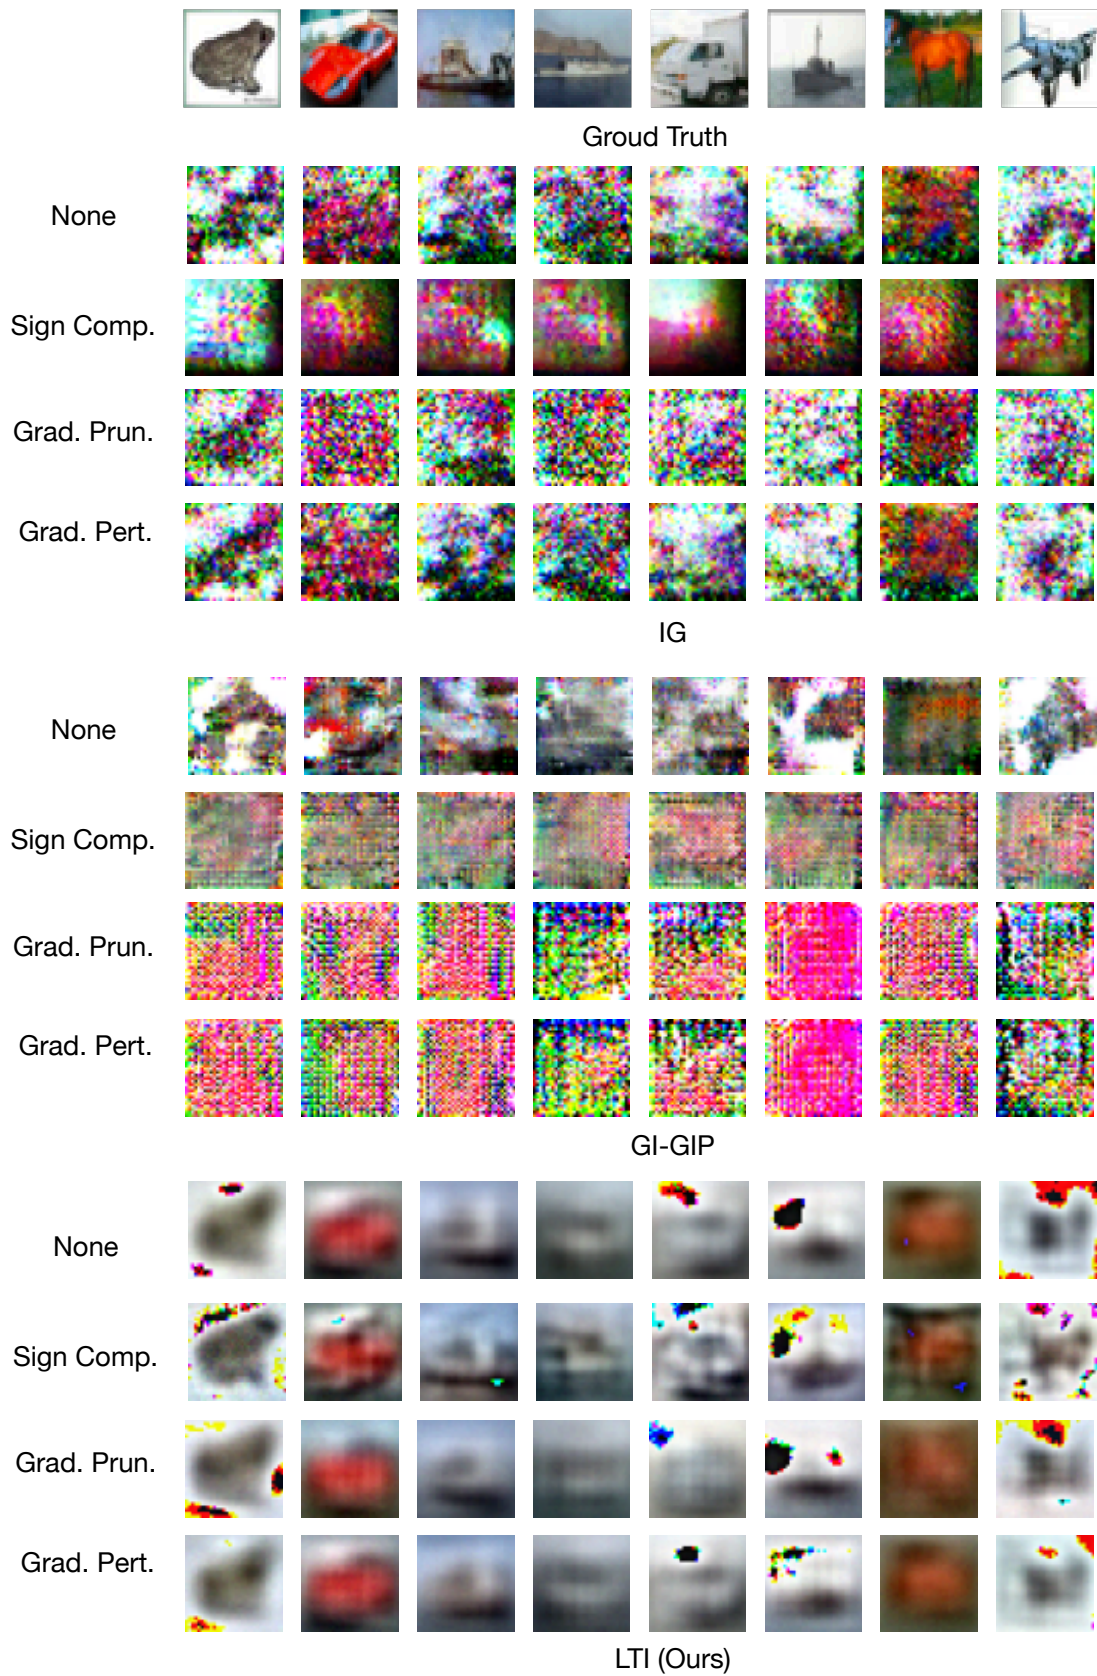 Groud Truth
None
Sign Comp.
Grad. Prun.
Grad. Pert.
IG
None
Sign Comp.
Grad. Prun.
Grad. Pert.
GI-GIP
None
Sign Comp.
Grad. Prun.
Grad. Pert.
LTI (Ours)